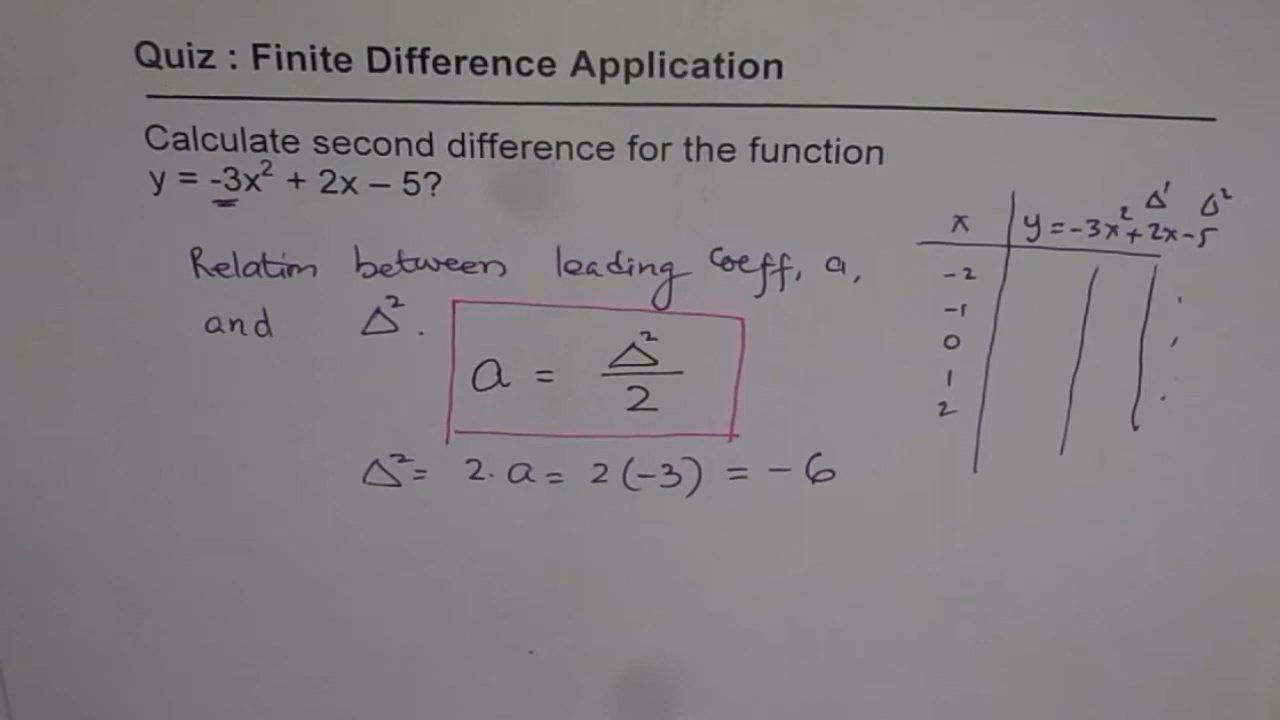 Quiz : Finite Difference Application
Calculate second difference for the function
y = -3x² + 2x – 5?
Relation between leading Coeff, a,
and Δ².
a = Δ²/2
Δ² = 2. a = 2 (-3) = - 6
Δ¹ Δ²
x y = -3x² + 2x - 5
-2
-1
0
1
2